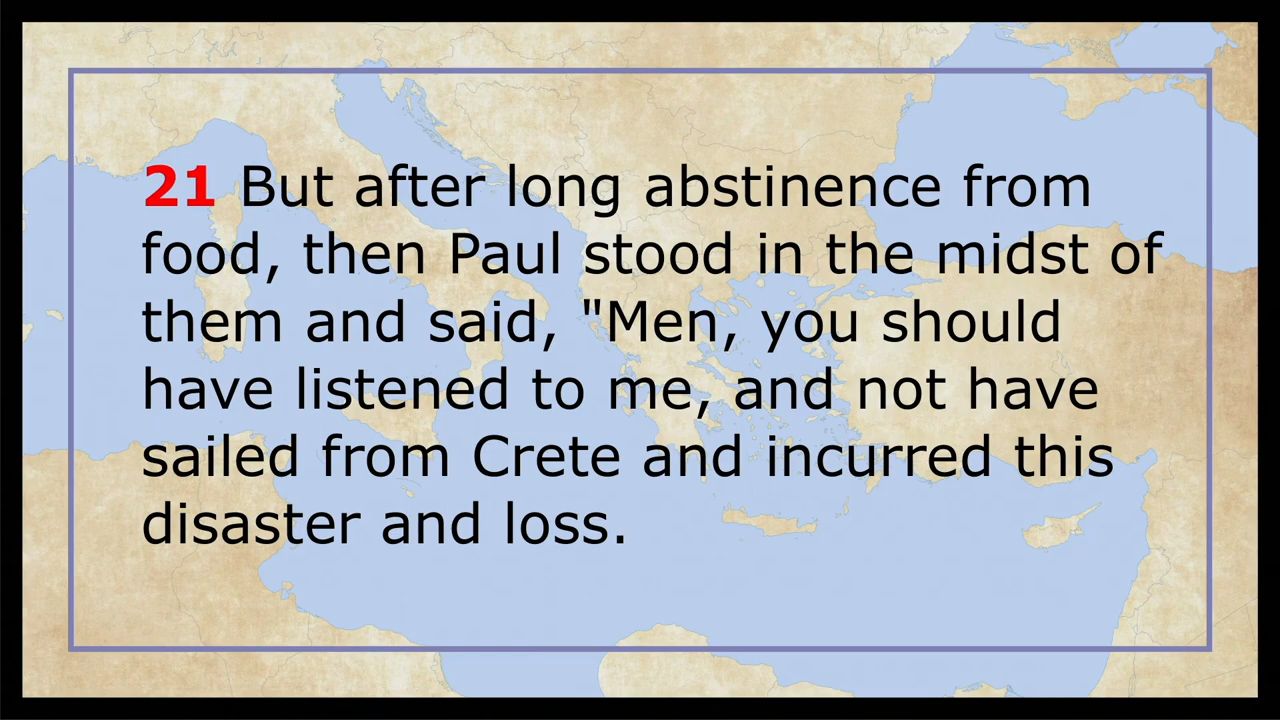 21 But after long abstinence from
food, then Paul stood in the midst of
them and said, "Men, you should
have listened to me, and not have
sailed from Crete and incurred this
disaster and loss.